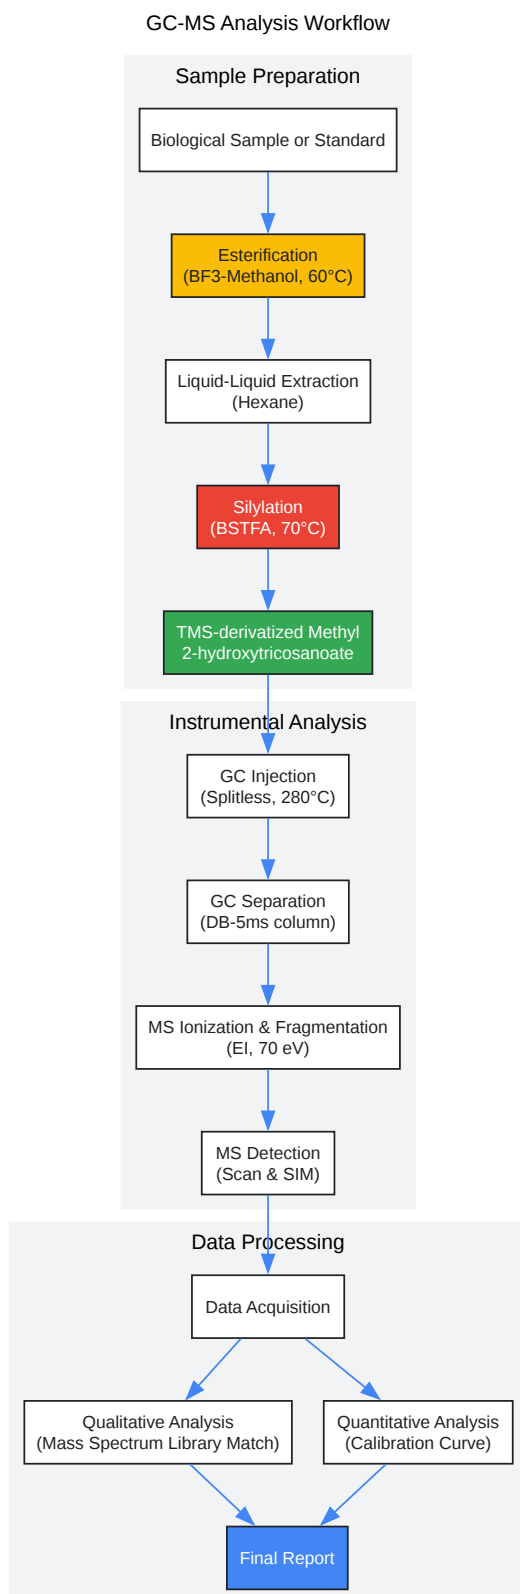 GC-MS Analysis Workflow
Sample Preparation
Biological Sample or Standard
Esterification
(BF3-Methanol, 60°C)
Liquid-Liquid Extraction
(Hexane)
Silylation
(BSTFA, 70°C)
TMS-derivatized Methyl
2-hydroxytricosanoate
Instrumental Analysis
GC Injection
(Splitless, 280°C)
GC Separation
(DB-5ms column)
MS Ionization & Fragmentation
(EI, 70 eV)
MS Detection
(Scan & SIM)
Data Processing
Data Acquisition
Qualitative Analysis
(Mass Spectrum Library Match)
Quantitative Analysis
(Calibration Curve)
Final Report